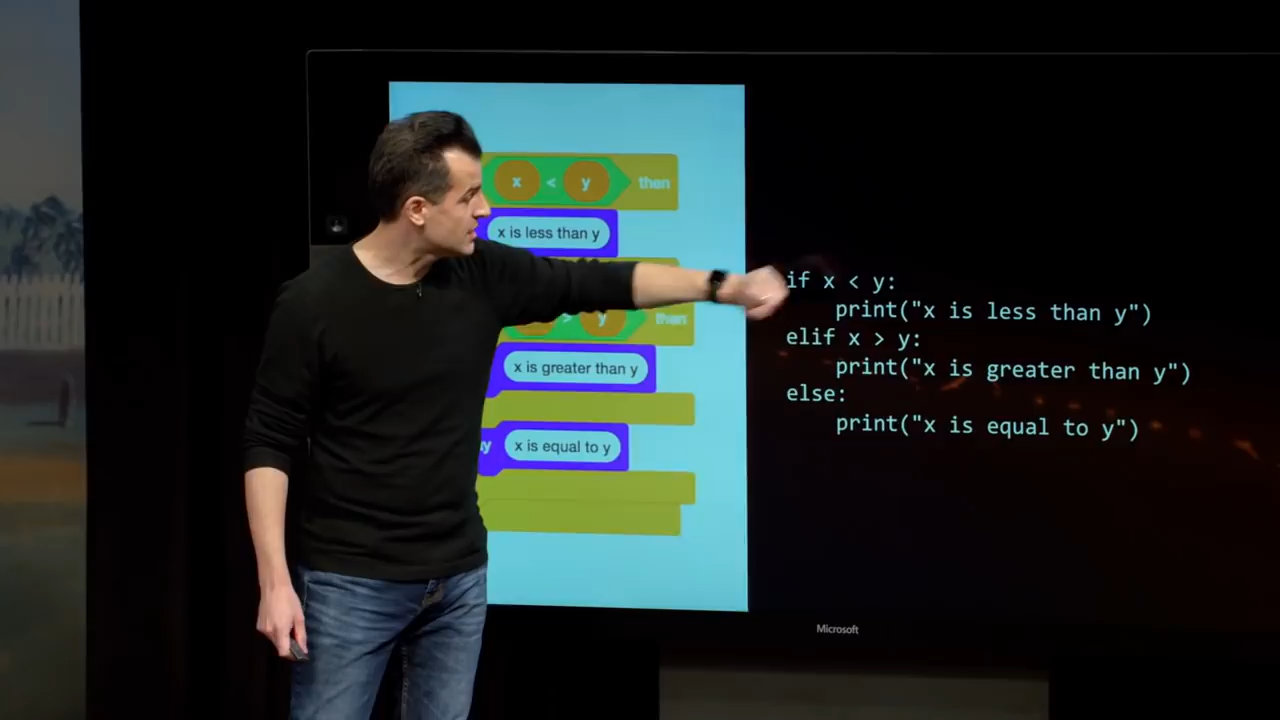 x < y then
x is less than y
> y then
x is greater than y
x is equal to y
if x < y:
print("x is less than y")
elif x > y:
print("x is greater than y")
else:
print("x is equal to y")
Microsoft